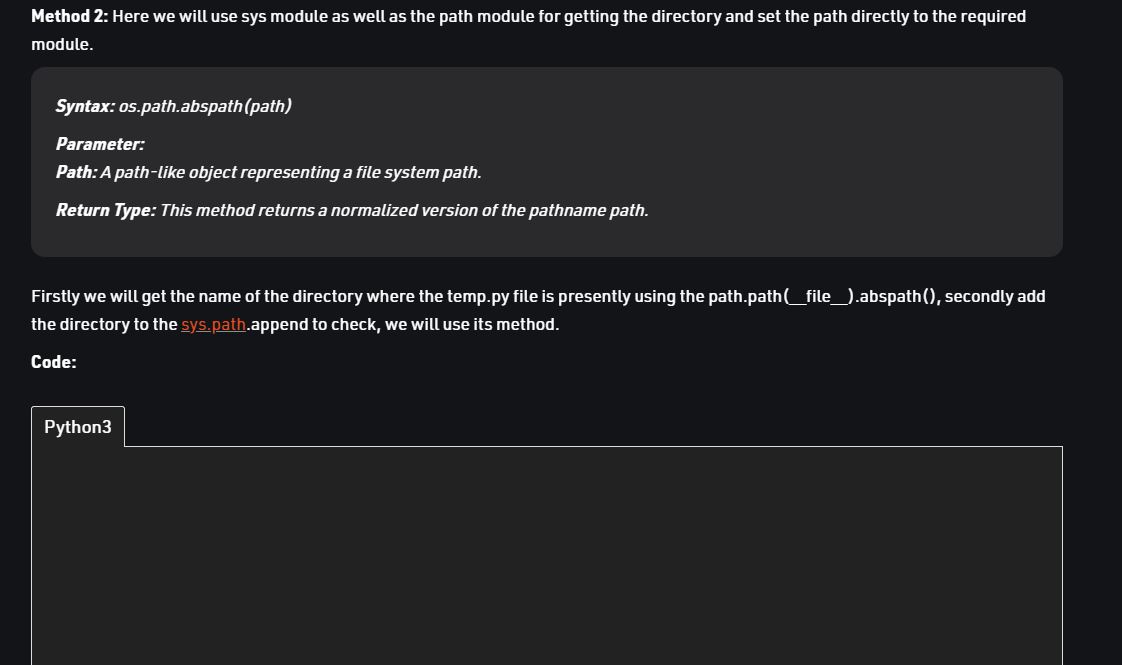 Method 2: Here we will use sys module as well as the path module for getting the directory and set the path directly to the required
module.
Syntax: os.path.abspath(path)
Parameter:
Path: A path-like object representing a file system path.
Return Type: This method returns a normalized version of the pathname path.
Firstly we will get the name of the directory where the temp.py file is presently using the path.path(__file__).abspath(), secondly add
the directory to the sys.path.append to check, we will use its method.
Code:
Python3